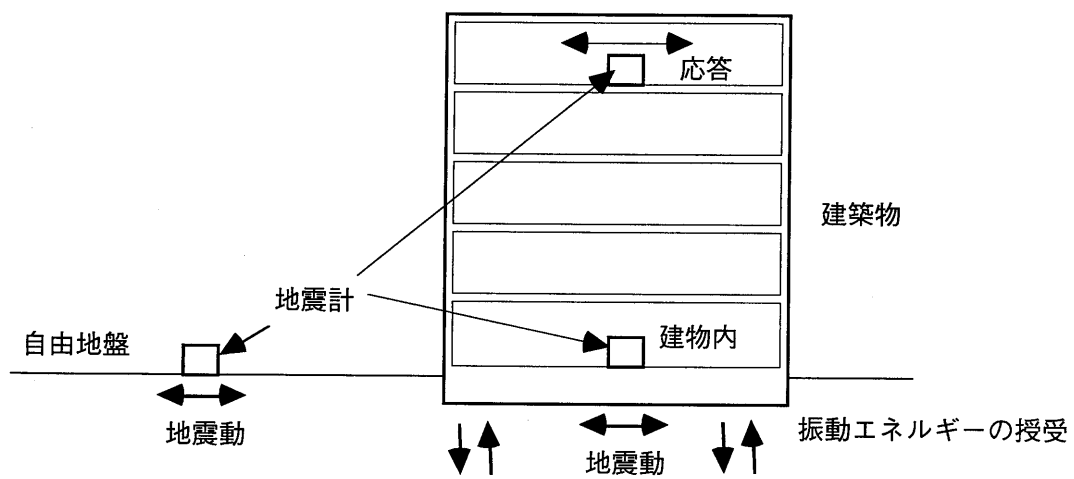 応答
建築物
地震計
自由地盤
建物内
地震動
地震動
振動エネルギーの授受